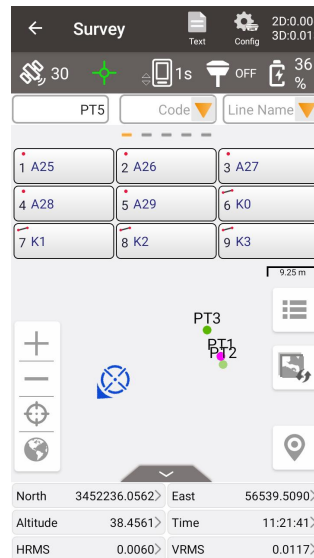 Survey
Text
Config
2D:0.00
3D:0.01
30
1s
OFF
36
%
PT5
Code
Line Name
1 A25
2 A26
3 A27
4 A28
5 A29
6 K0
7 K1
8 K2
9 K3
9.25 m
PT3
PT1
PT2
North 3452236.0562 East 56539.5090
Altitude 38.4561 Time 11:21:41
HRMS 0.0060 VRMS 0.0117